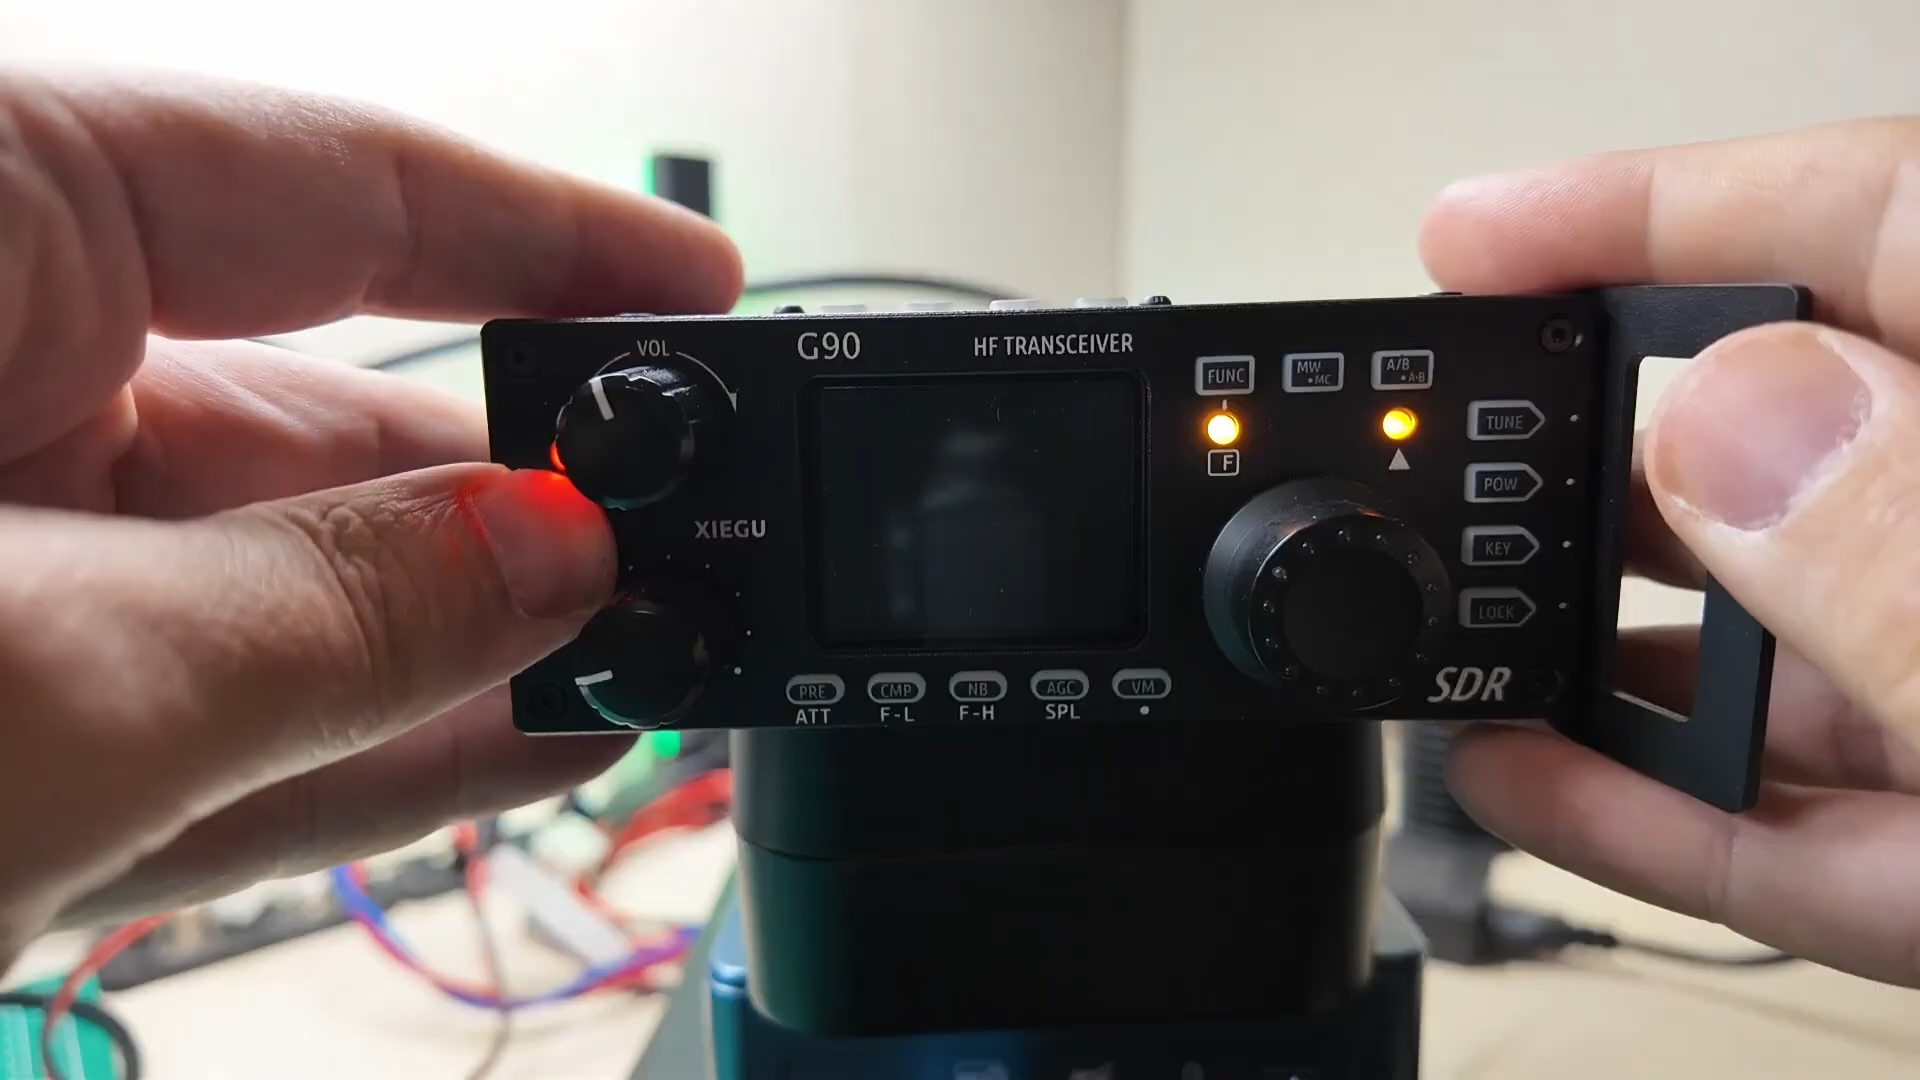 VOL
G90
HF TRANSCEIVER
FUNC
MW
•MC
A/B
•A-B
F
TUNE
POW
KEY
LOCK
XIEGU
SDR
PRE
CMP
NB
AGC
VM
ATT
F-L
F-H
SPL